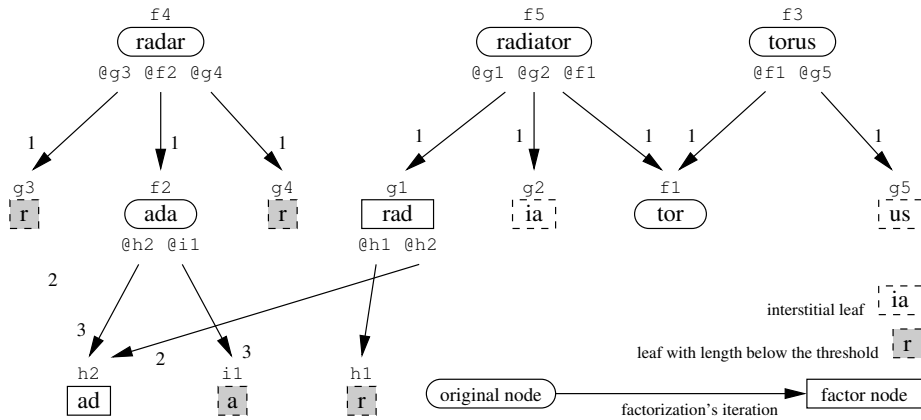 f4 f5 f3
radar radiator torus
@g3 @f2 @g4 @g1 @g2 @f1 @f1 @g5
1 1 1 1 1 1 1 1
g3 f2 g4 g1 g2 f1 g5
r ada r rad ia tor us
@h2 @i1 @h1 @h2
2
ia
interstitial leaf
3 2 3
r
leaf with length below the threshold
h2 i1 h1
ad a r
original node factor node
factorization's iteration